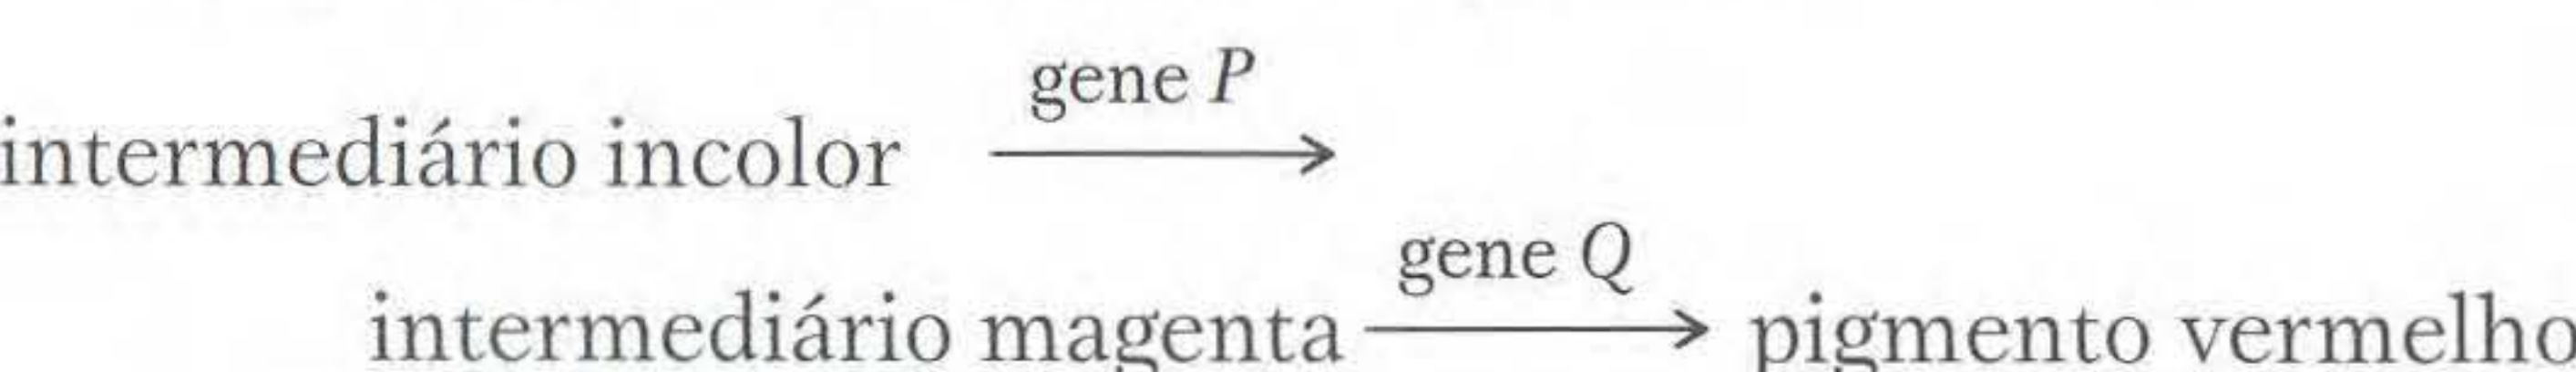 gene P
intermediário incolor
gene Q
intermediário magenta pigmento vermelho